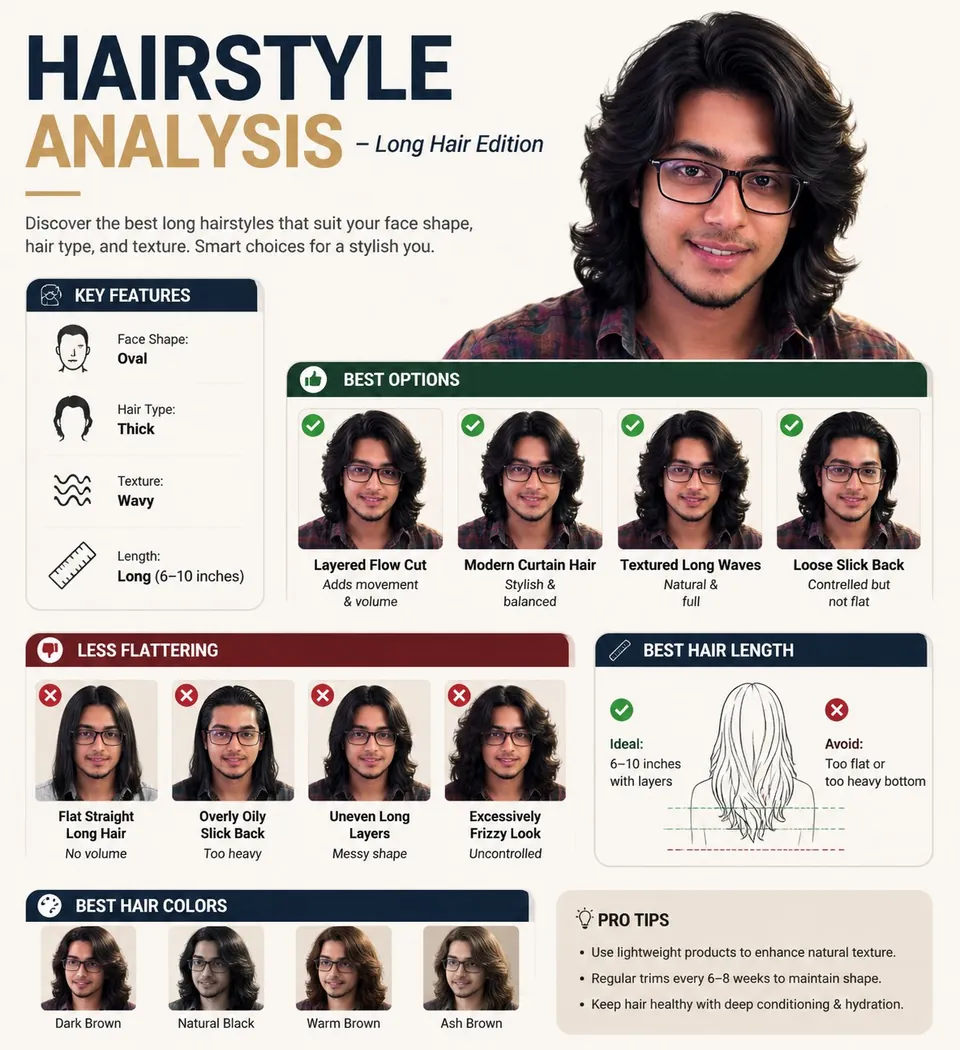 HAIRSTYLE
ANALYSIS – Long Hair Edition
Discover the best long hairstyles that suit your face shape,
hair type, and texture. Smart choices for a stylish you.
KEY FEATURES
Face Shape:
Oval
Hair Type:
Thick
Texture:
Wavy
Length:
Long (6–10 inches)
BEST OPTIONS
Layered Flow Cut
Adds movement
& volume
Modern Curtain Hair
Stylish &
balanced
Textured Long Waves
Natural &
full
Loose Slick Back
Contrelled but
not flat
LESS FLATTERING
Flat Straight
Long Hair
No volume
Overly Oily
Slick Back
Too heavy
Uneven Long
Layers
Messy shape
Excessively
Frizzy Look
Uncontrolled
BEST HAIR LENGTH
Ideal:
6–10 inches
with layers
Avoid:
Too flat or
too heavy bottom
BEST HAIR COLORS
Dark Brown
Natural Black
Warm Brown
Ash Brown
PRO TIPS
• Use lightweight products to enhance natural texture.
• Regular trims every 6–8 weeks to maintain shape.
• Keep hair healthy with deep conditioning & hydration.